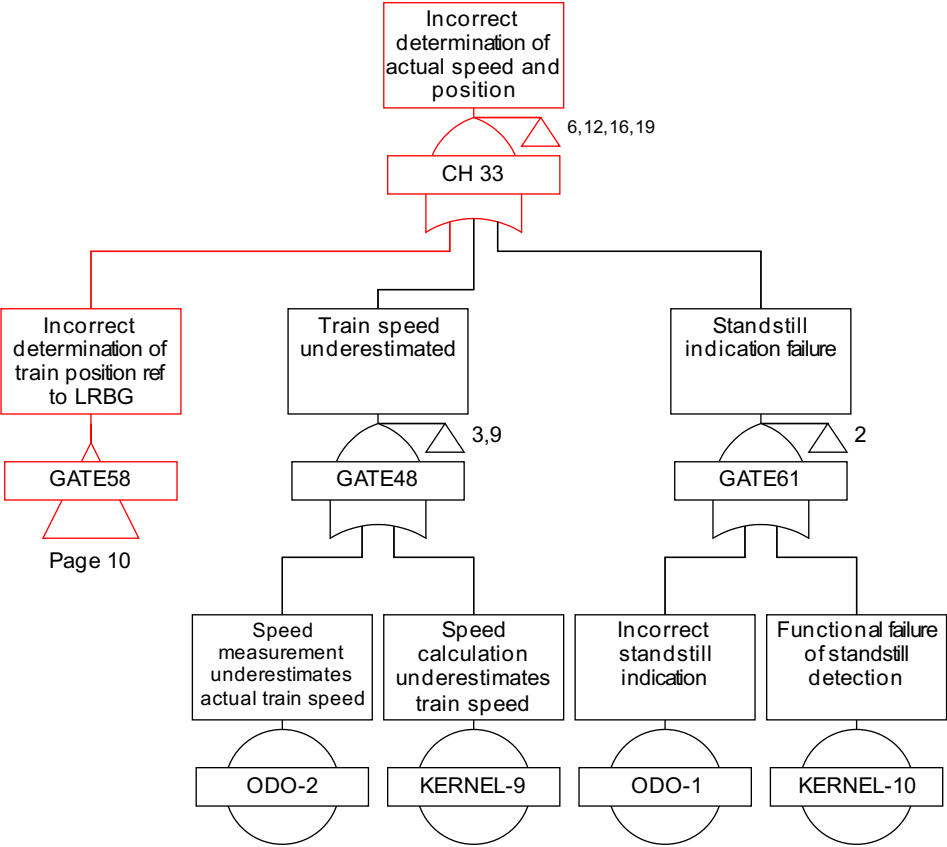 Incorrect
determination of
actual speed and
position
6,12,16,19
CH 33
Incorrect
determination of
train position ref
to LRBG
GATE58
Page 10
Train speed
underestimated
3,9
GATE48
Standstill
indication failure
2
GATE61
Speed
measurement
underestimates
actual train speed
ODO-2
Speed
calculation
underestimates
train speed
KERNEL-9
Incorrect
standstill
indication
ODO-1
Functional failure
of standstill
detection
KERNEL-10